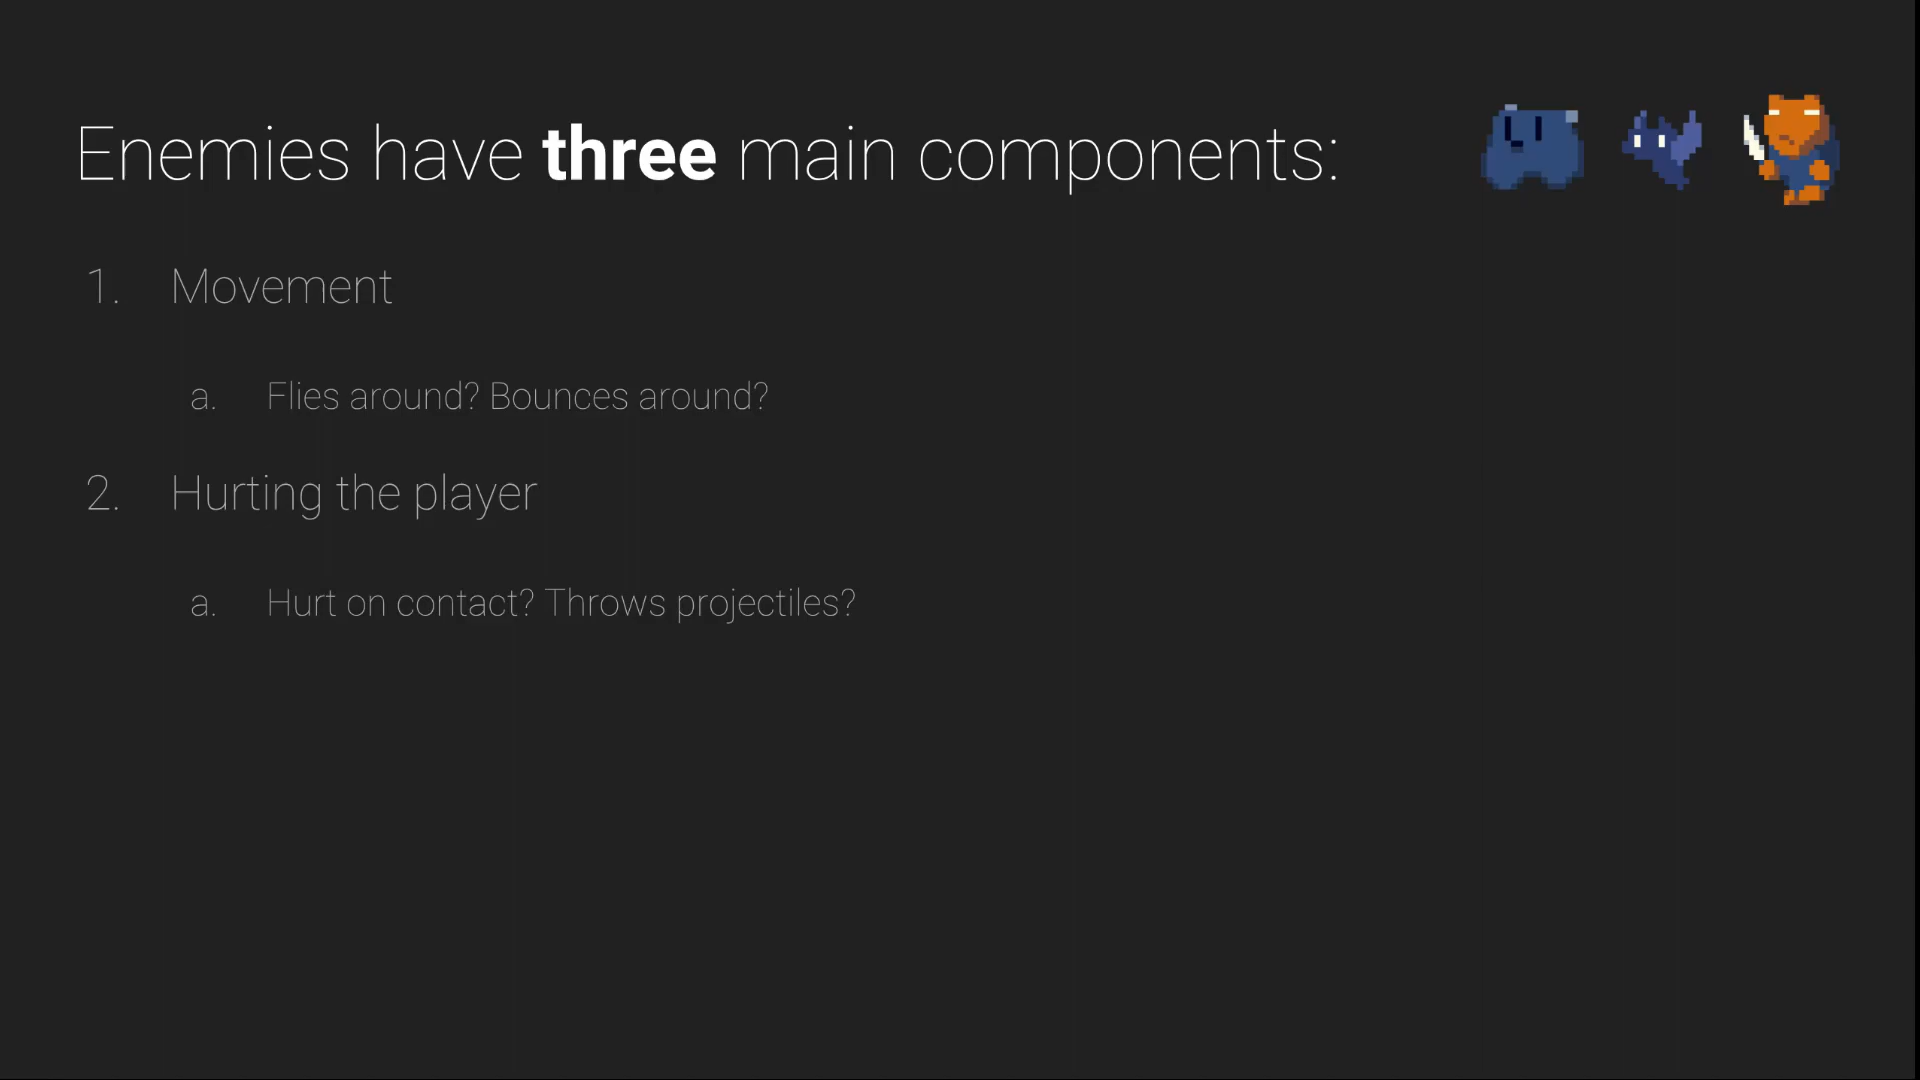 Enemies have three main components:
1. Movement
a. Flies around? Bounces around?
2. Hurting the player
a. Hurt on contact? Throws projectiles?